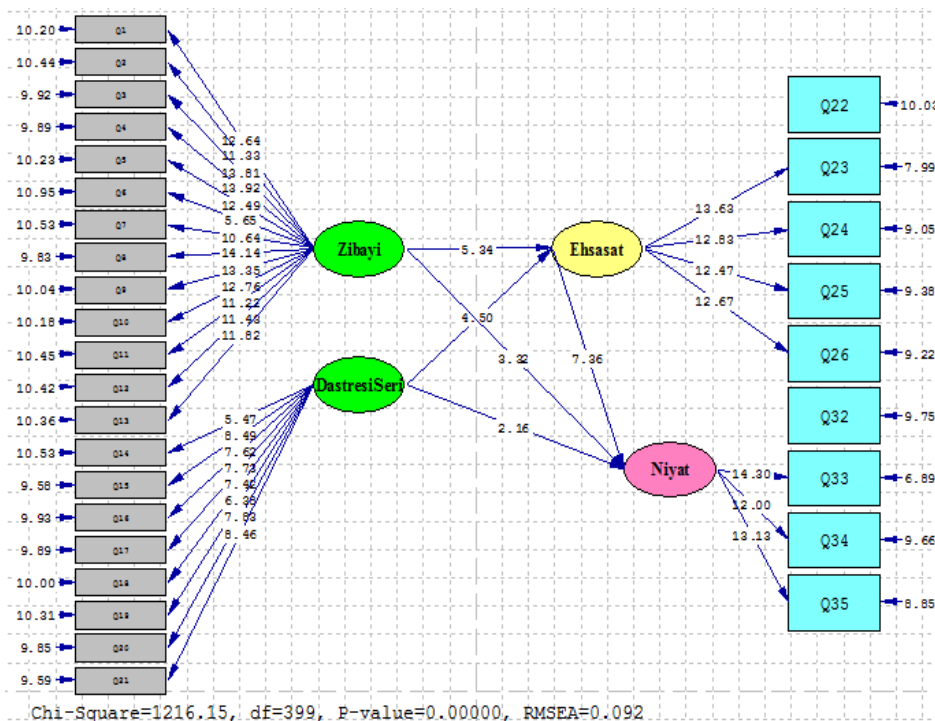 10.20 Q1
10.44 Q2
9.92 Q3
9.89 Q4
10.23 Q5
10.95 Q6
10.53 Q7
9.83 Q8
10.04 Q9
10.18 Q10
10.45 Q11
10.42 Q12
10.36 Q13
10.53 Q14
9.58 Q15
9.93 Q16
9.89 Q17
10.00 Q18
10.31 Q19
9.85 Q20
9.59 Q21
12.64
11.33
13.81
13.92
12.49
5.65
10.64
14.14
13.35
12.76
11.22
11.43
11.82
5.47
8.49
7.62
7.73
7.42
6.38
7.83
8.46
Zibayi
DastresiSeri
5.34
4.50
3.32
7.36
2.16
Ehsasat
Niyat
13.63
12.83
12.47
12.67
14.30
12.00
13.13
Q22 10.03
Q23 7.99
Q24 9.05
Q25 9.38
Q26 9.22
Q32 9.75
Q33 6.89
Q34 9.66
Q35 8.85
Chi-Square=1216.15, df=399, P-value=0.00000, RMSEA=0.092